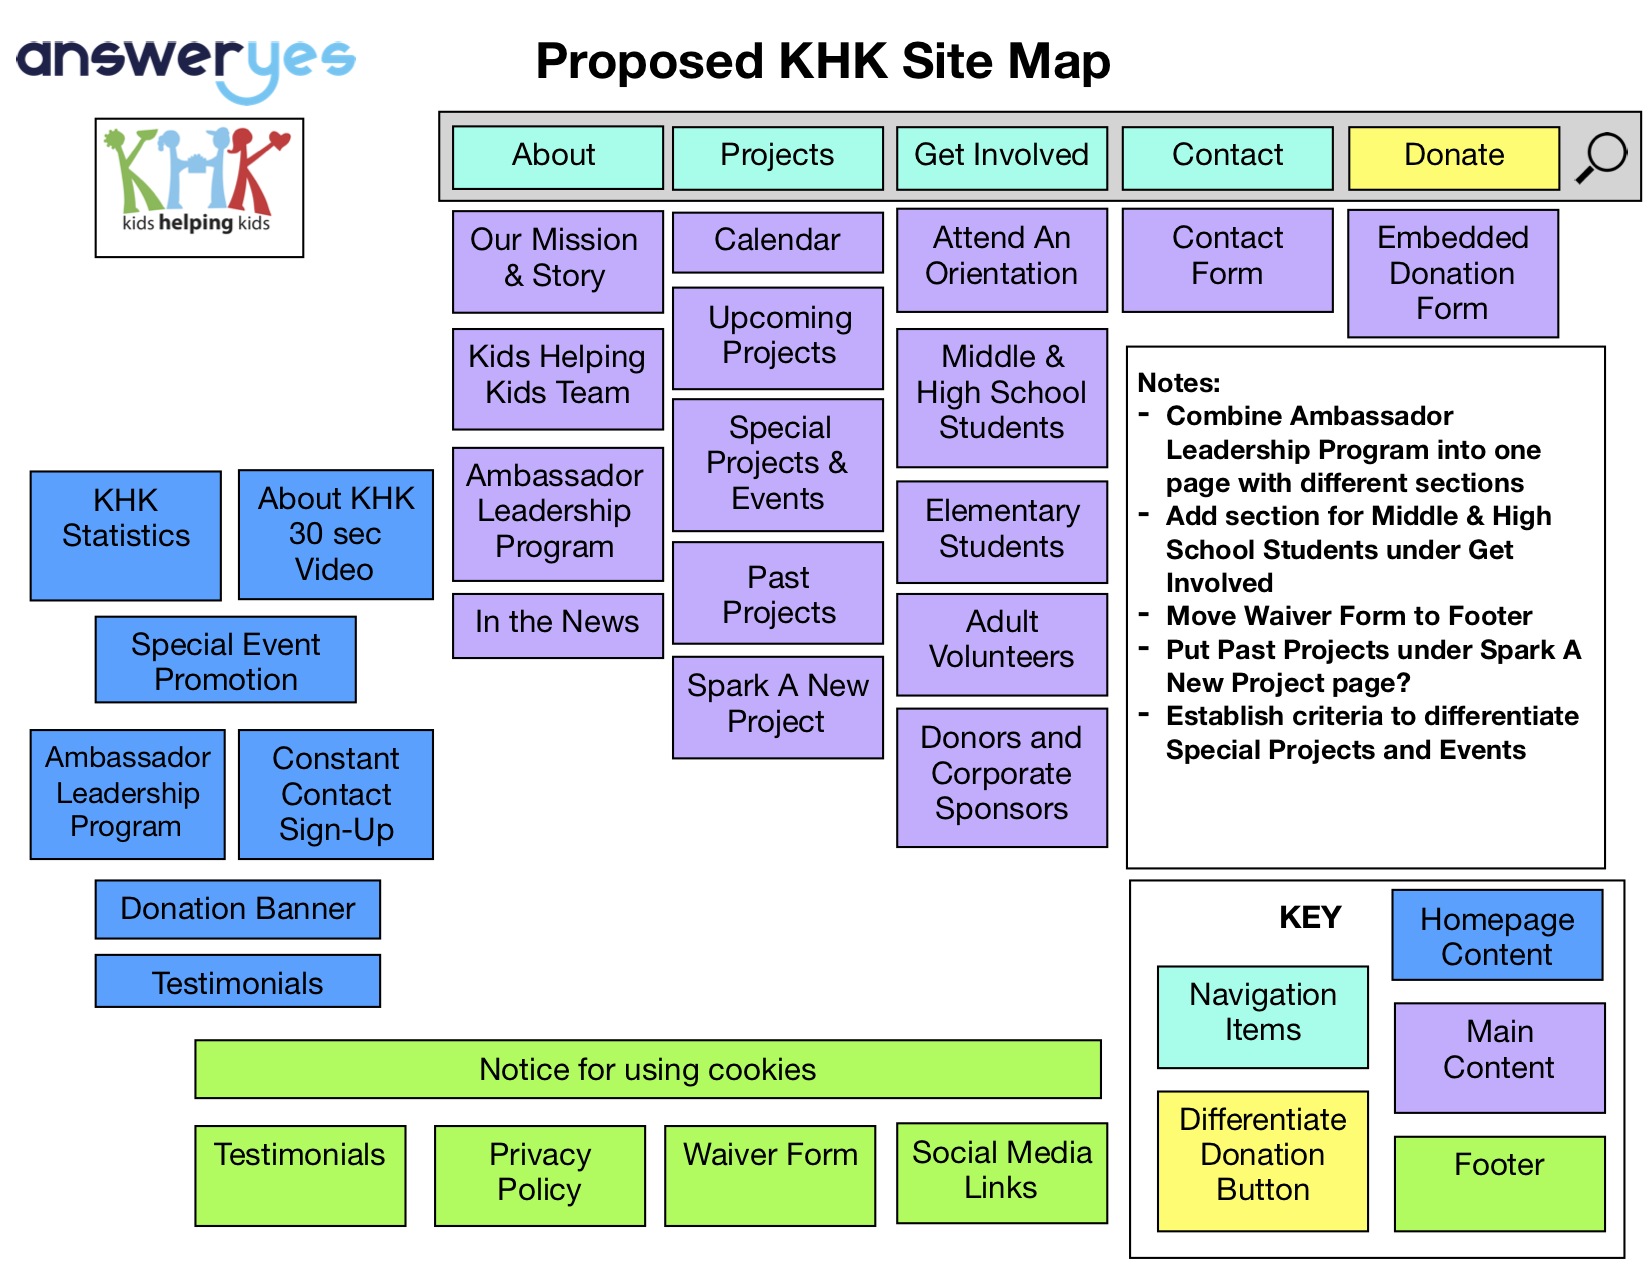 answeryes
Proposed KHK Site Map
KHK
kids helping kids
About
Projects
Get Involved
Contact
Donate
Our Mission
& Story
Kids Helping
Kids Team
Ambassador
Leadership
Program
In the News
Calendar
Upcoming
Projects
Special
Projects &
Events
Past
Projects
Spark A New
Project
Attend An
Orientation
Middle &
High School
Students
Elementary
Students
Adult
Volunteers
Donors and
Corporate
Sponsors
Contact
Form
Embedded
Donation
Form
Notes:
- Combine Ambassador
Leadership Program into one
page with different sections
- Add section for Middle & High
School Students under Get
Involved
- Move Waiver Form to Footer
- Put Past Projects under Spark A
New Project page?
- Establish criteria to differentiate
Special Projects and Events
KHK
Statistics
About KHK
30 sec
Video
Special Event
Promotion
Ambassador
Leadership
Program
Constant
Contact
Sign-Up
Donation Banner
Testimonials
Notice for using cookies
Testimonials
Privacy
Policy
Waiver Form
Social Media
Links
KEY
Homepage
Content
Navigation
Items
Main
Content
Differentiate
Donation
Button
Footer